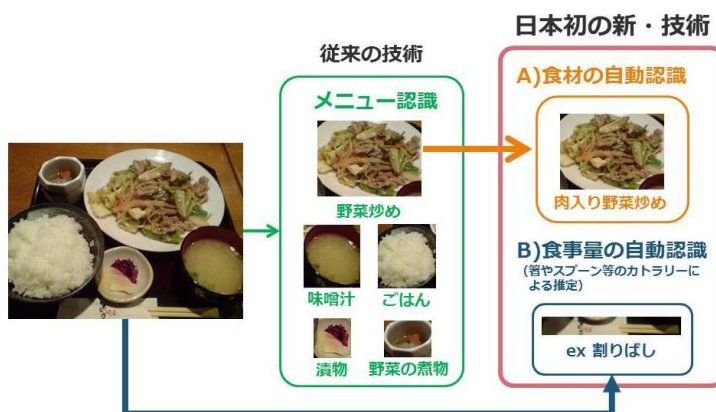 日本初の新・技術
従来の技術
メニュー認識
野菜炒め
味噌汁
ごはん
漬物
野菜の煮物
A)食材の自動認識
肉入り野菜炒め
B)食事量の自動認識
(箸やスプーン等のカトラリーに
よる推定)
ex 割りばし